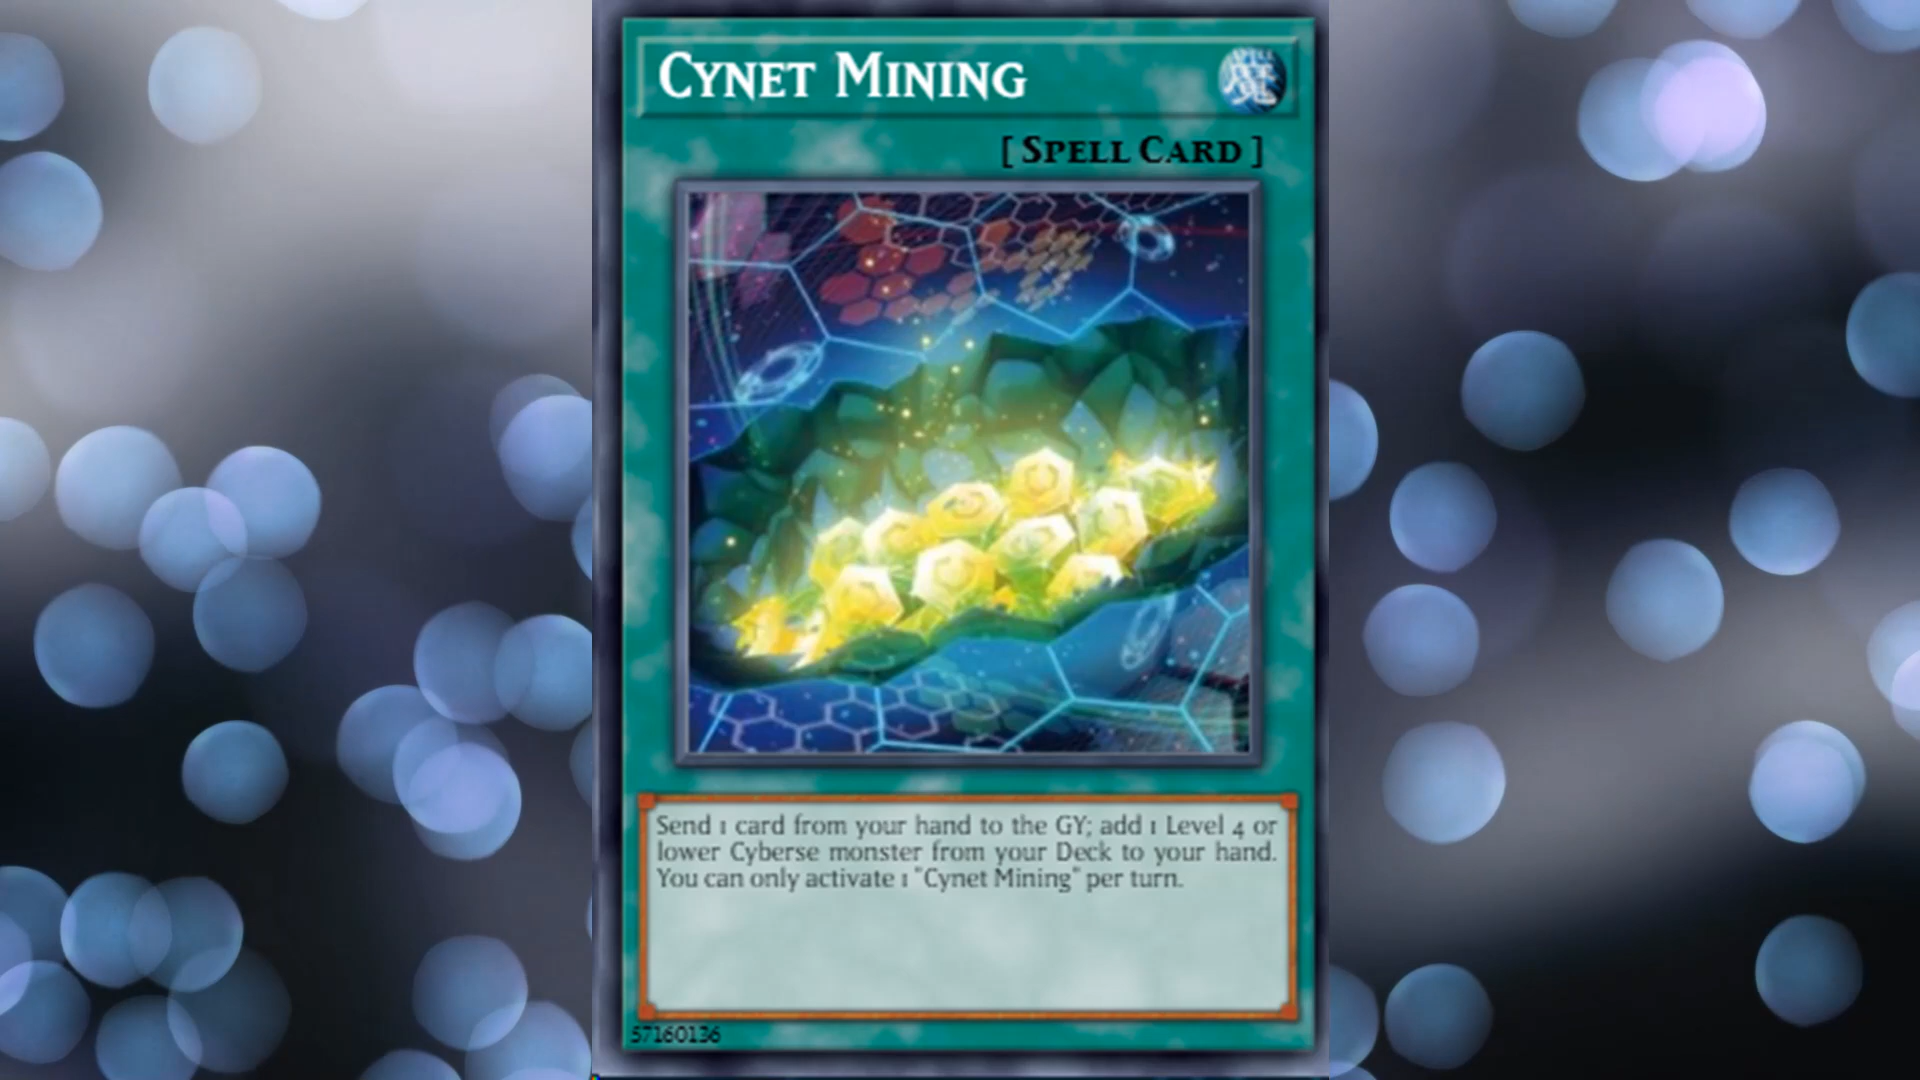 Cynet Mining
[ Spell Card ]
Send 1 card from your hand to the GY; add 1 Level 4 or
lower Cyberse monster from your Deck to your hand.
You can only activate 1 "Cynet Mining" per turn.
57160136